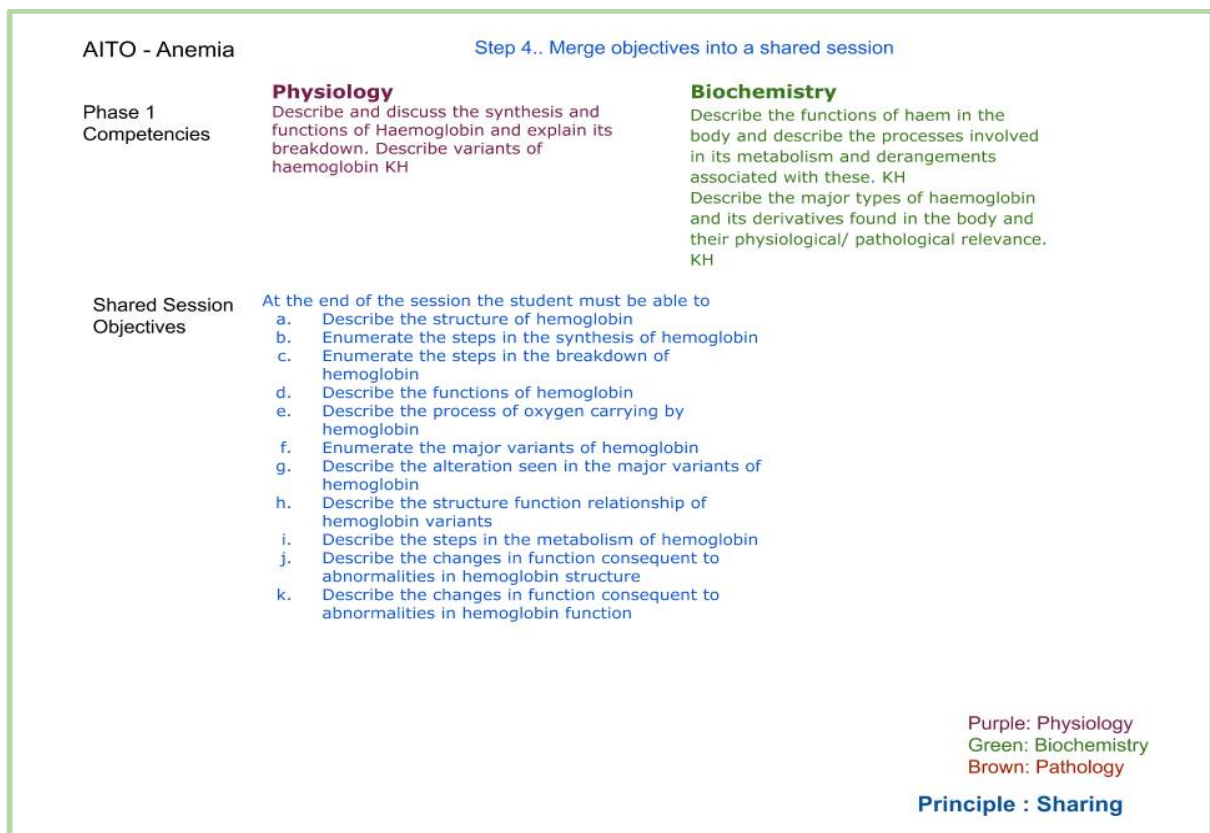 AITO - Anemia
Step 4.. Merge objectives into a shared session
Phase 1
Competencies
Physiology
Describe and discuss the synthesis and
functions of Haemoglobin and explain its
breakdown. Describe variants of
haemoglobin KH
Biochemistry
Describe the functions of haem in the
body and describe the processes involved
in its metabolism and derangements
associated with these. KH
Describe the major types of haemoglobin
and its derivatives found in the body and
their physiological/ pathological relevance.
KH
Shared Session
Objectives
At the end of the session the student must be able to
a. Describe the structure of hemoglobin
b. Enumerate the steps in the synthesis of hemoglobin
c. Enumerate the steps in the breakdown of
hemoglobin
d. Describe the functions of hemoglobin
e. Describe the process of oxygen carrying by
hemoglobin
f. Enumerate the major variants of hemoglobin
g. Describe the alteration seen in the major variants of
hemoglobin
h. Describe the structure function relationship of
hemoglobin variants
i. Describe the steps in the metabolism of hemoglobin
j. Describe the changes in function consequent to
abnormalities in hemoglobin structure
k. Describe the changes in function consequent to
abnormalities in hemoglobin function
Purple: Physiology
Green: Biochemistry
Brown: Pathology
Principle : Sharing